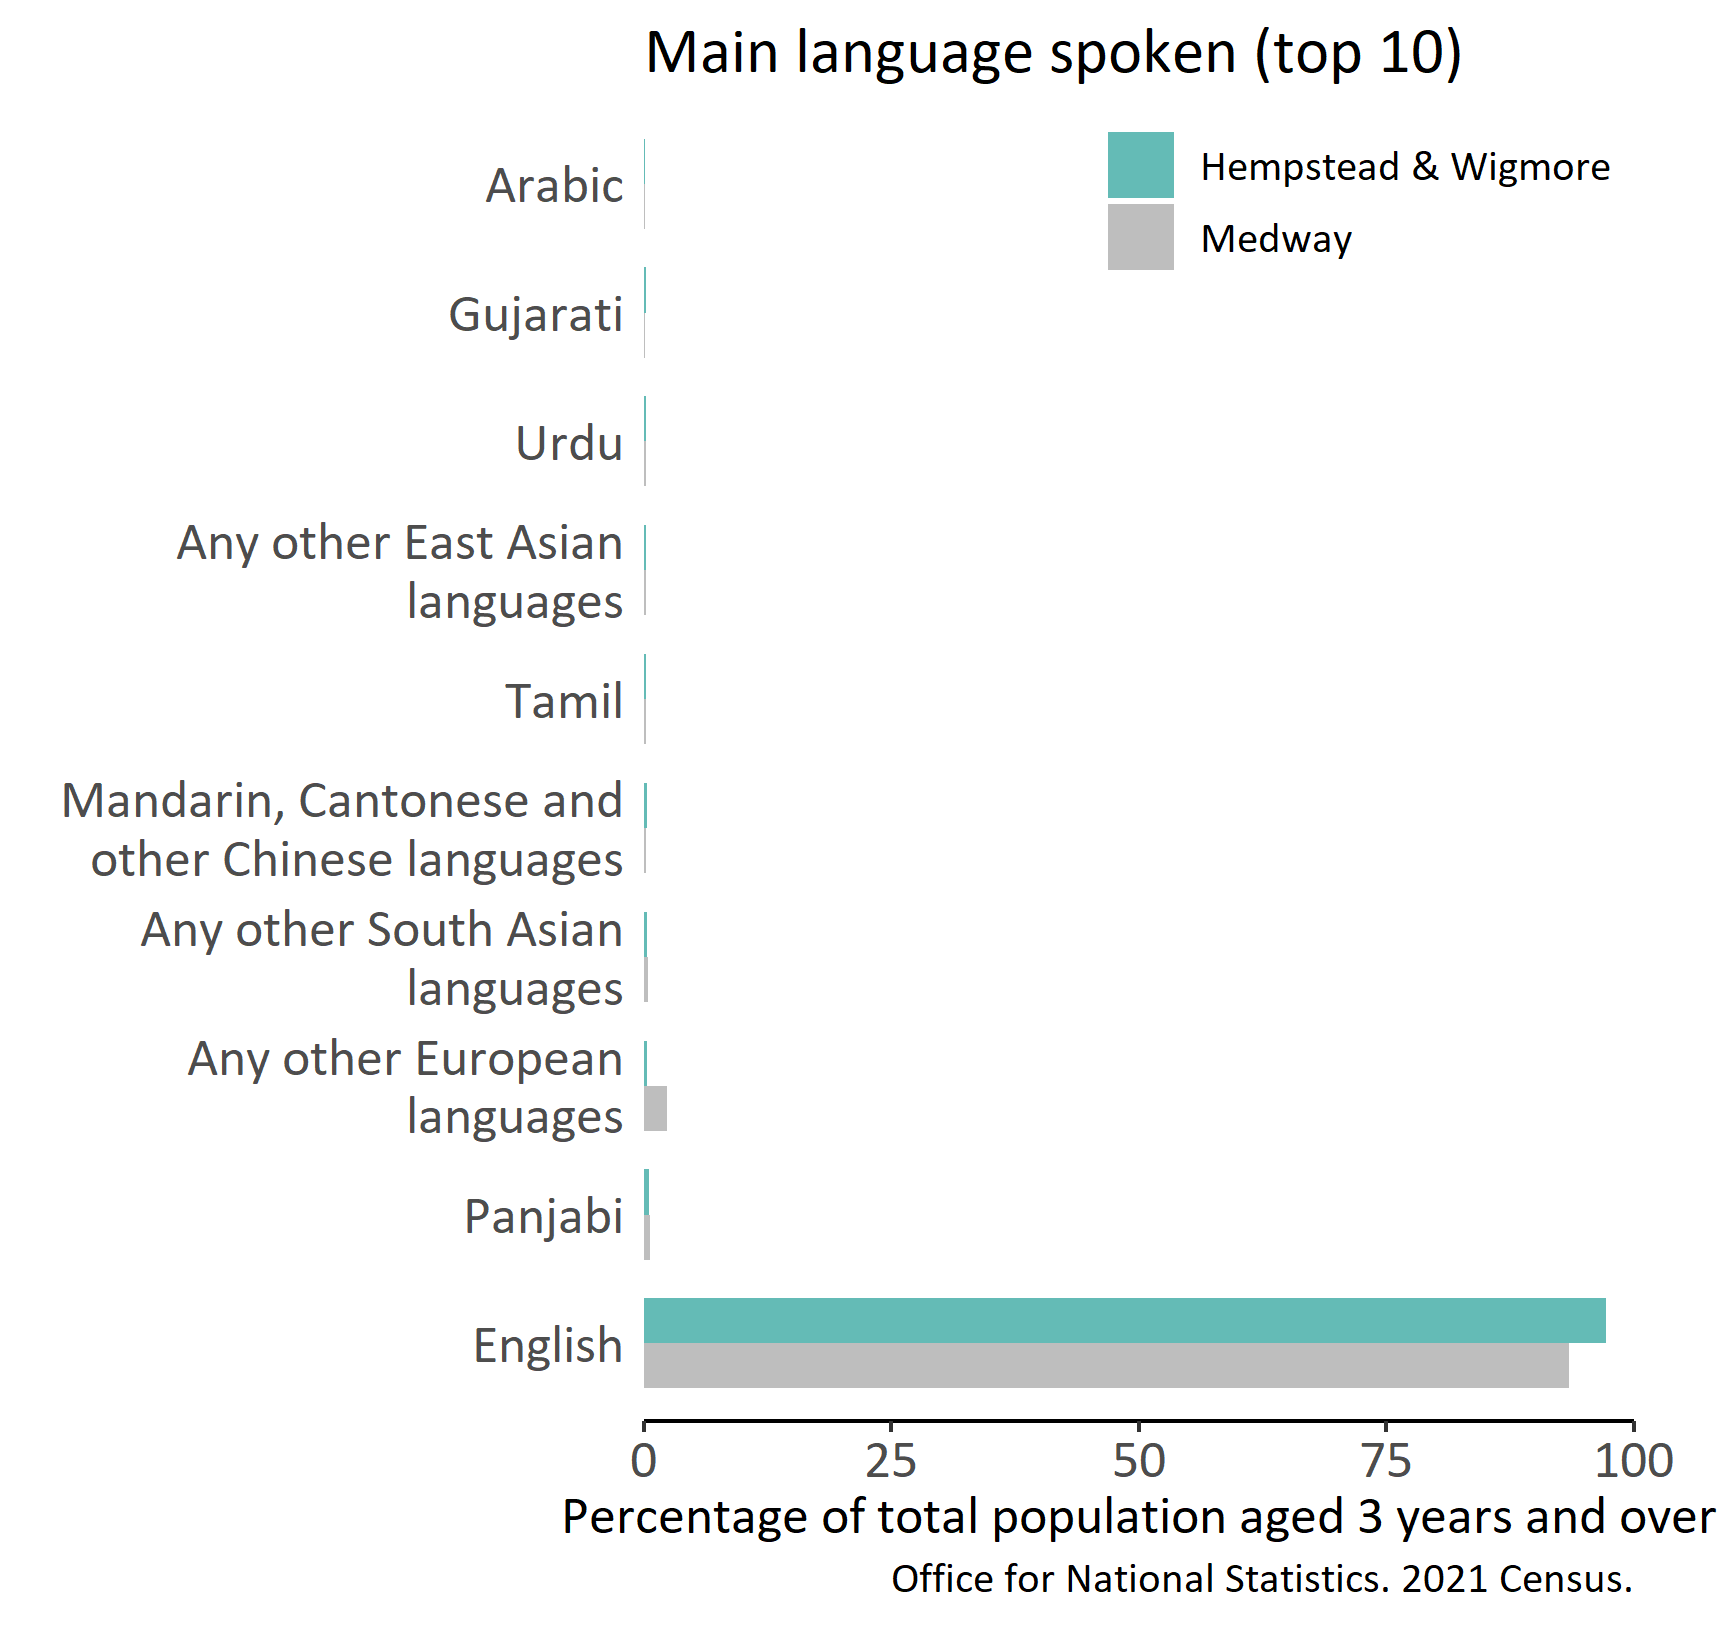 Main language spoken (top 10)
Hempstead & Wigmore
Medway
Arabic
Gujarati
Urdu
Any other East Asian
languages
Tamil
Mandarin, Cantonese and
other Chinese languages
Any other South Asian
languages
Any other European
languages
Panjabi
English
0 25 50 75 100
Percentage of total population aged 3 years and over
Office for National Statistics. 2021 Census.